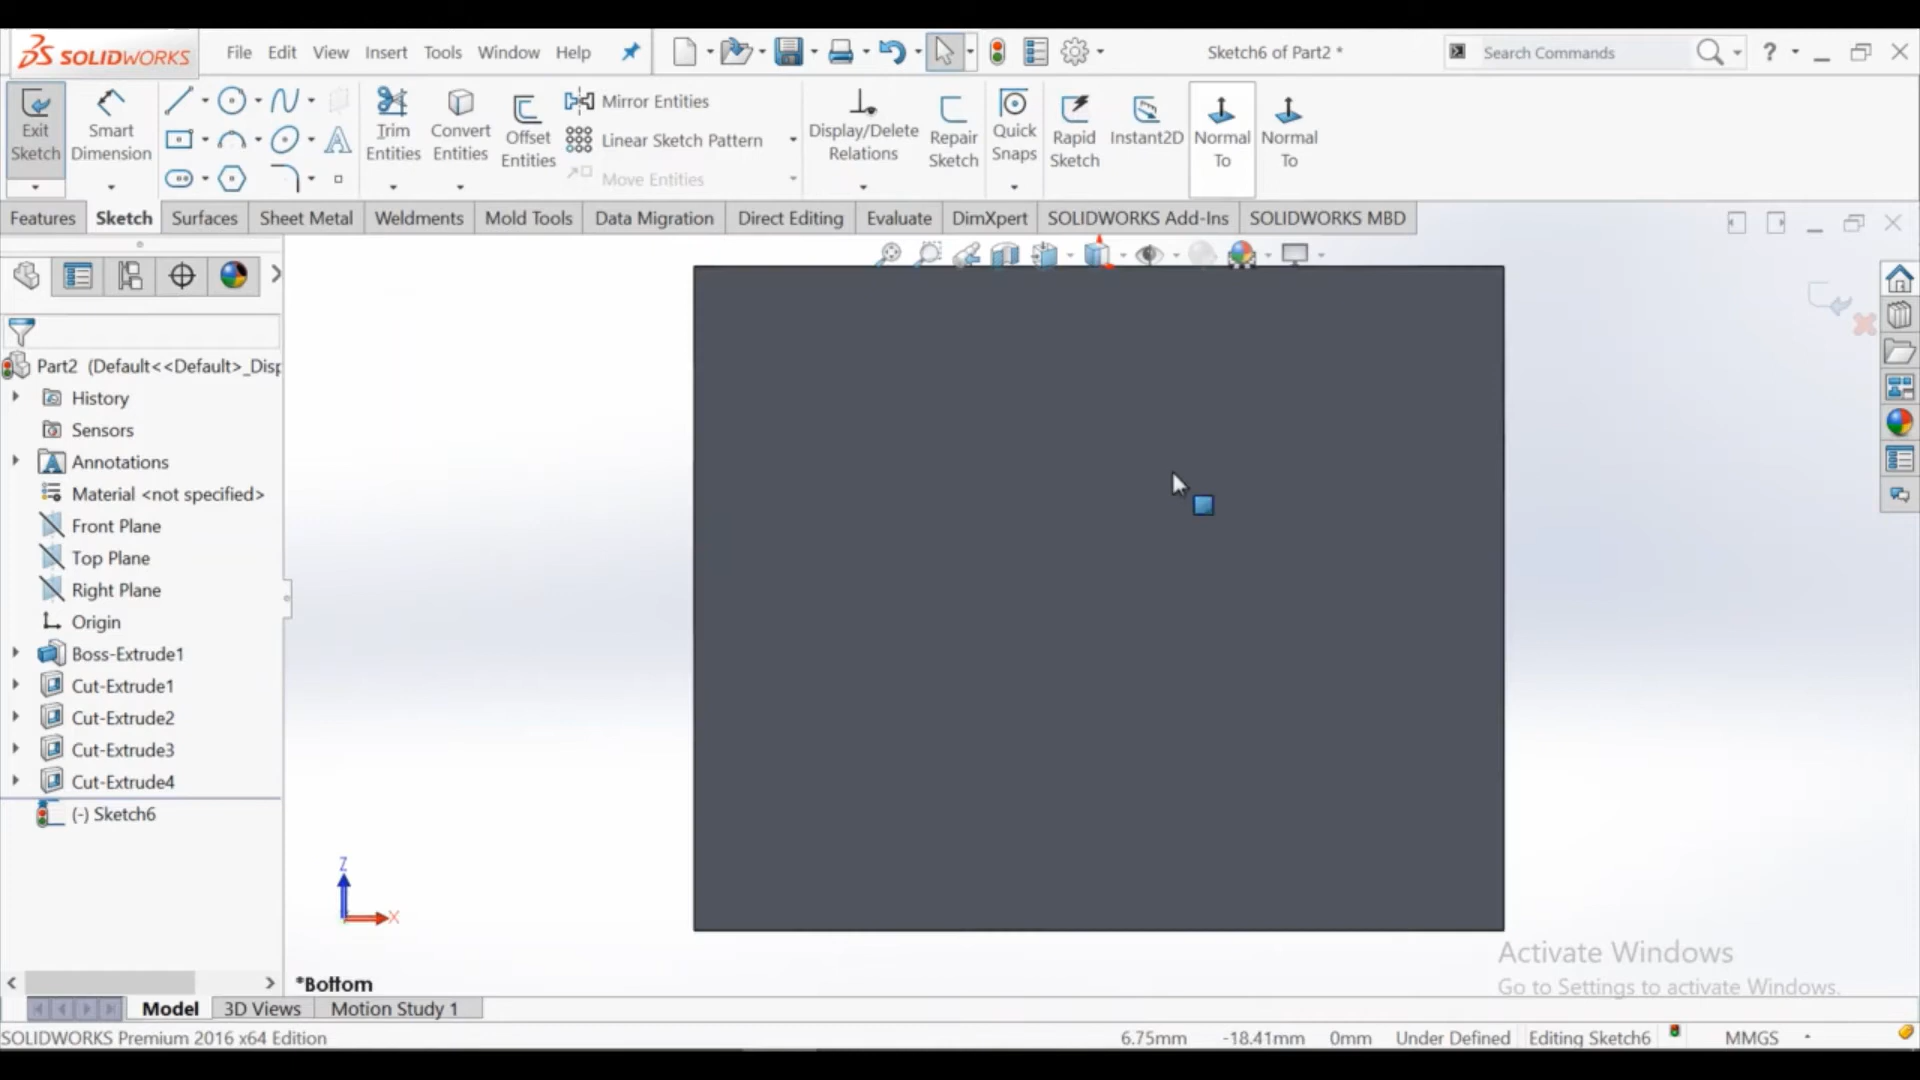 SOLIDWORKS File Edit View Insert Tools Window Help Sketch6 of Part2 * Search Commands ?
Exit Sketch
Smart Dimension
Trim Entities
Convert Entities
Offset Entities
Mirror Entities
Linear Sketch Pattern
Move Entities
Display/Delete Relations
Repair Sketch
Quick Snaps
Rapid Sketch
Instant2D
Normal To
Normal To
Features Sketch Surfaces Sheet Metal Weldments Mold Tools Data Migration Direct Editing Evaluate DimXpert SOLIDWORKS Add-Ins SOLIDWORKS MBD
Part2 (Default<<Default>_Disp
History
Sensors
Annotations
Material <not specified>
Front Plane
Top Plane
Right Plane
Origin
Boss-Extrude1
Cut-Extrude1
Cut-Extrude2
Cut-Extrude3
Cut-Extrude4
(-) Sketch6
Z
X
*Bottom
Activate Windows
Go to Settings to activate Windows.
Model 3D Views Motion Study 1
SOLIDWORKS Premium 2016 x64 Edition 6.75mm -18.41mm 0mm Under Defined Editing Sketch6 MMGS